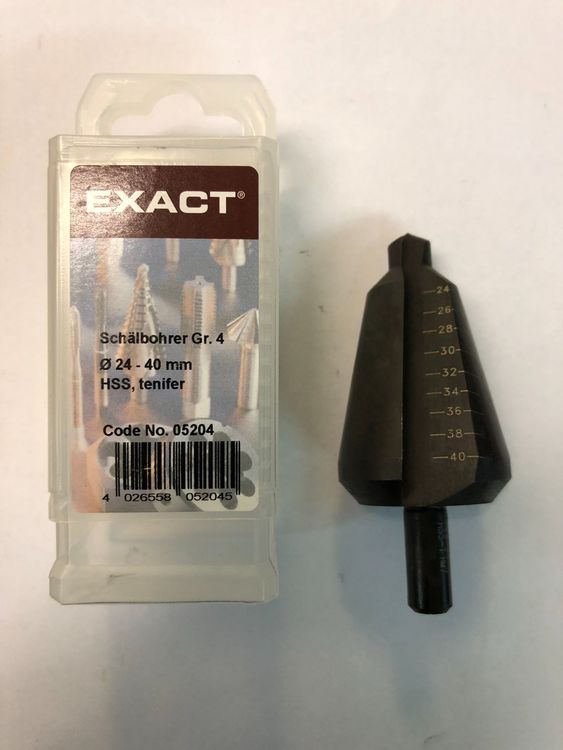 EXACT®
Schälbohrer Gr. 4
Ø 24 - 40 mm
HSS, tenifer
Code No. 05204
4 026558 052045
24
26
28
30
32
34
36
38
40